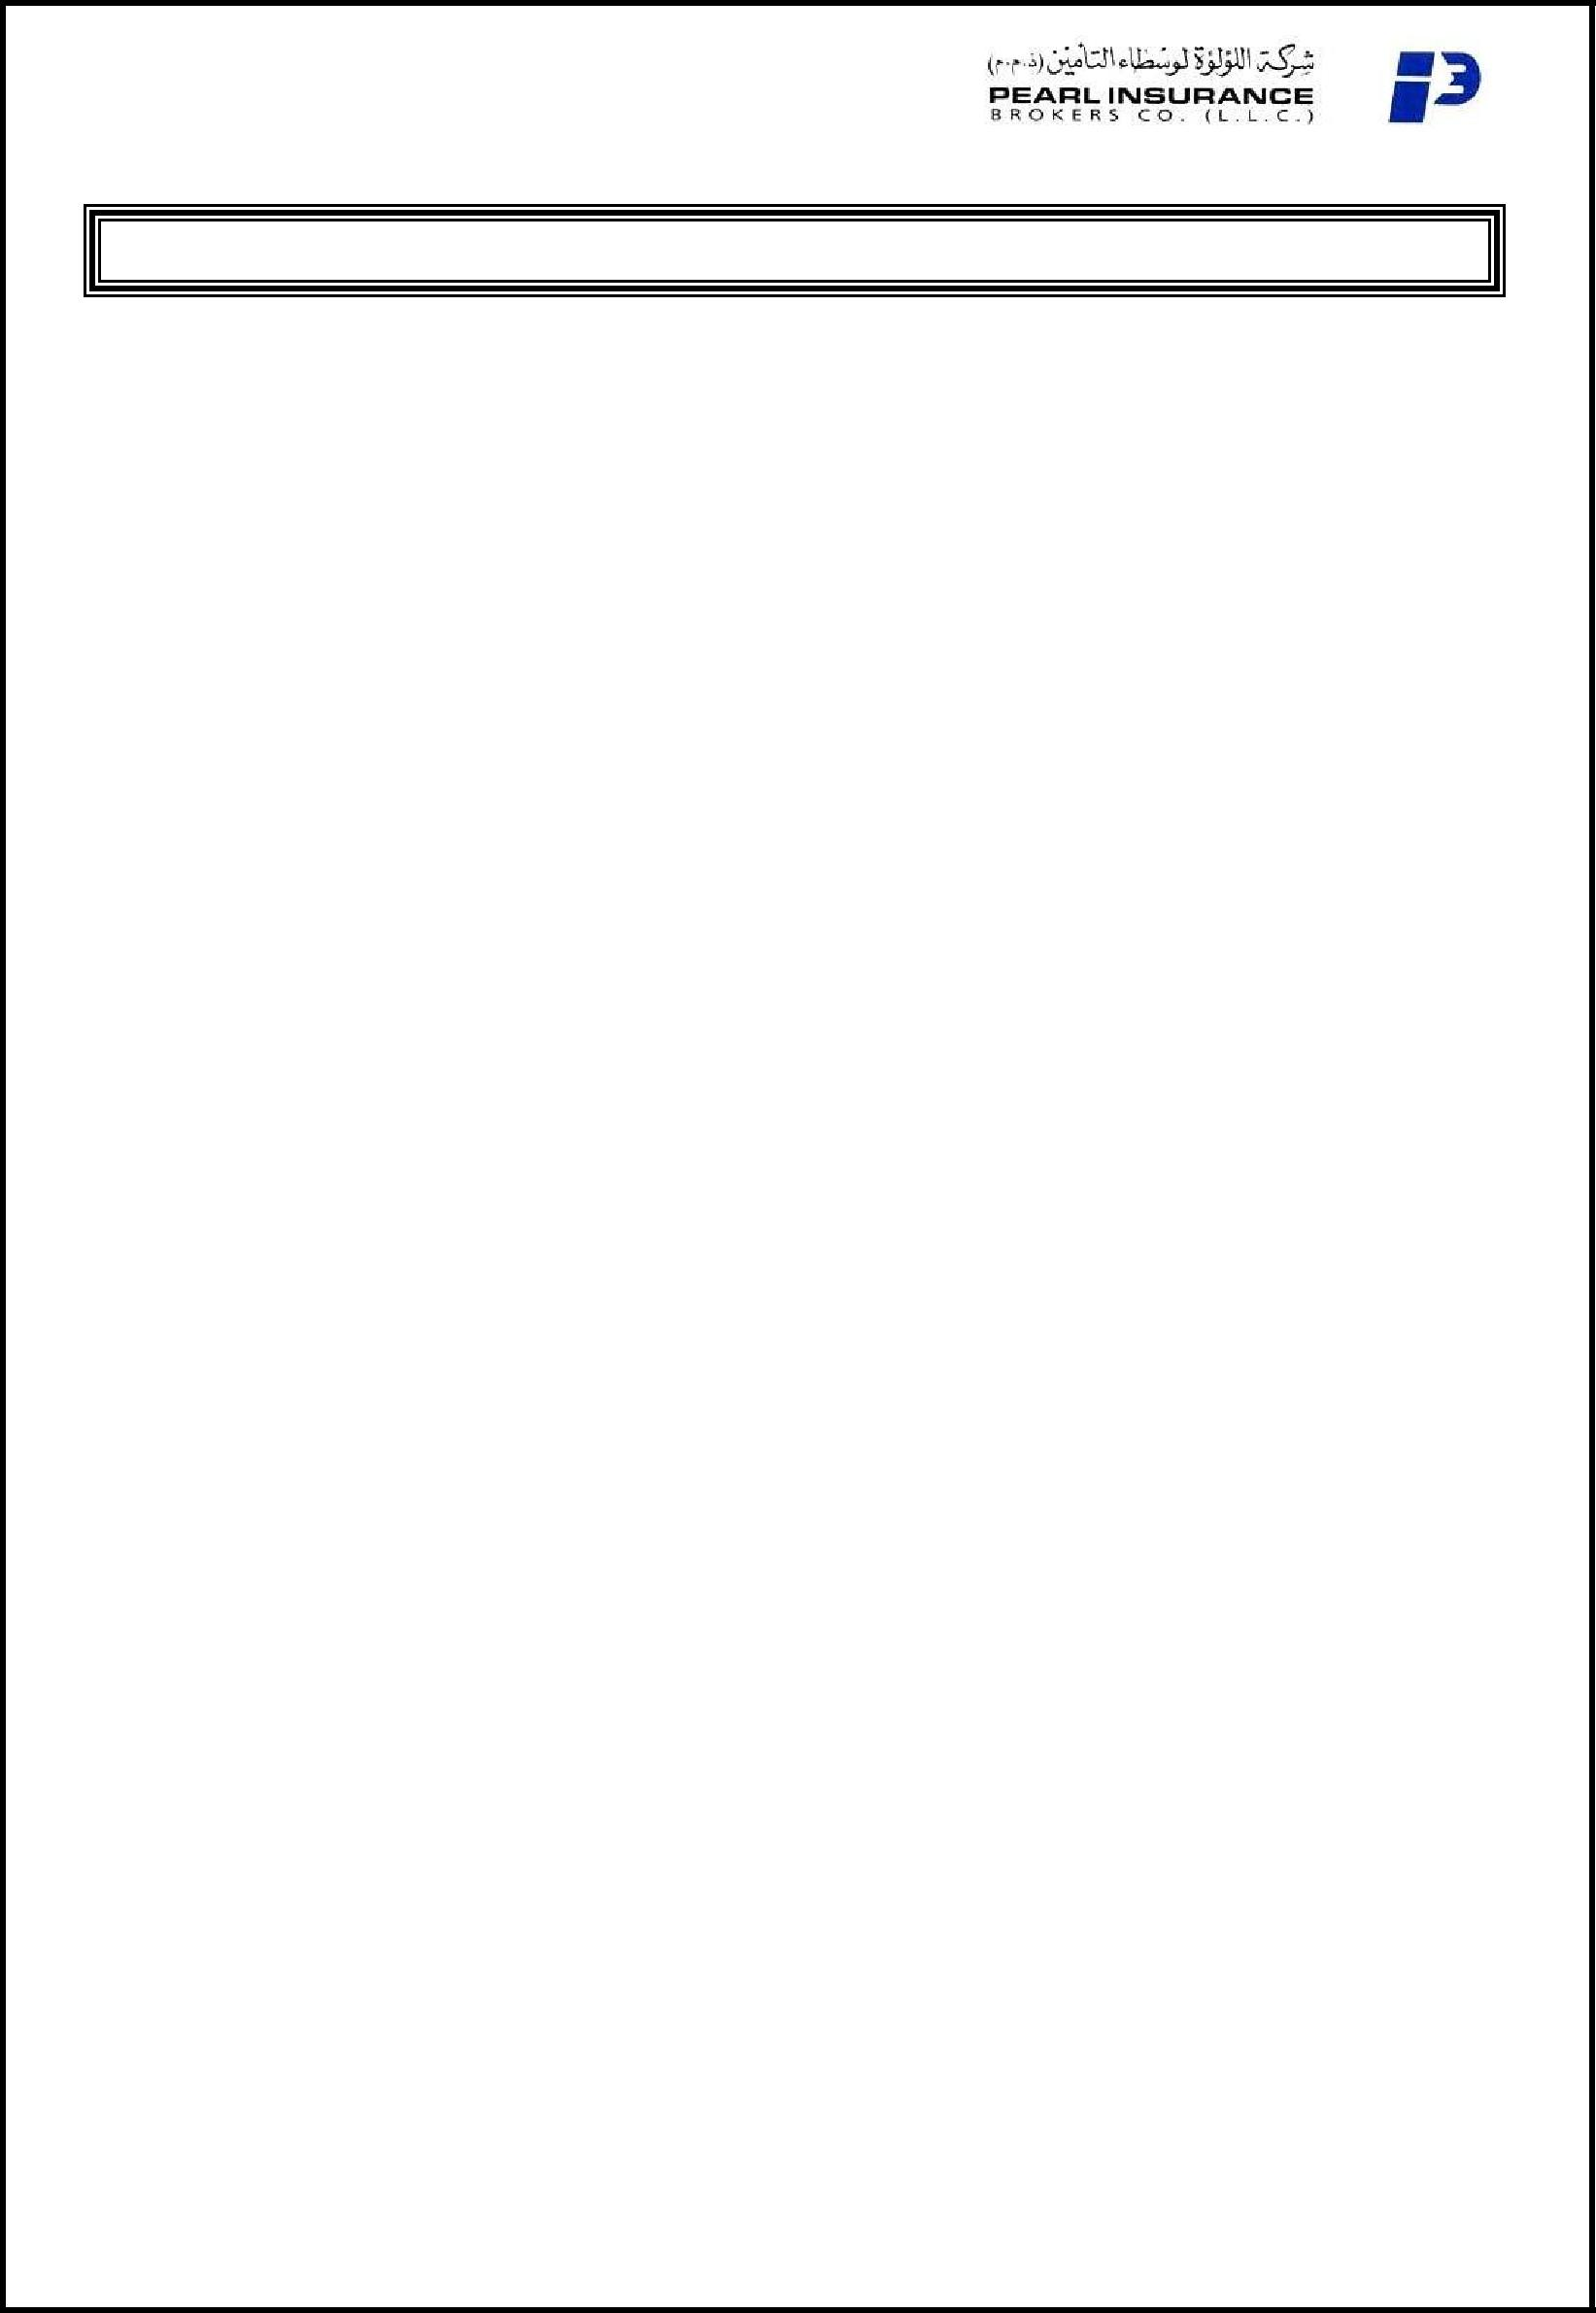 شركة اللؤلؤة لوسطاء التأمين (ذ.م.م)
PEARL INSURANCE
BROKERS CO. (L.L.C.)